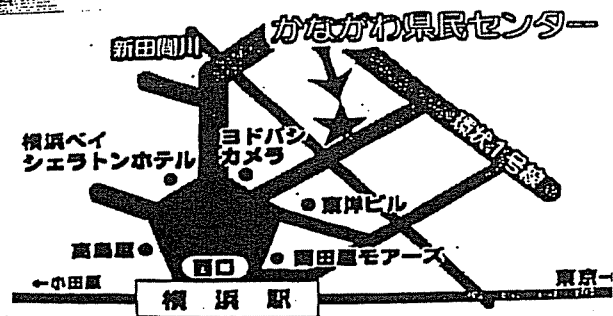 かながわ県民センター
新田間川
横浜ベイ
シェラトンホテル
ヨドバシ
カメラ
環状1号線
東洋ビル
高島屋
西口
岡田屋モアーズ
←小田原
横浜駅
東京→